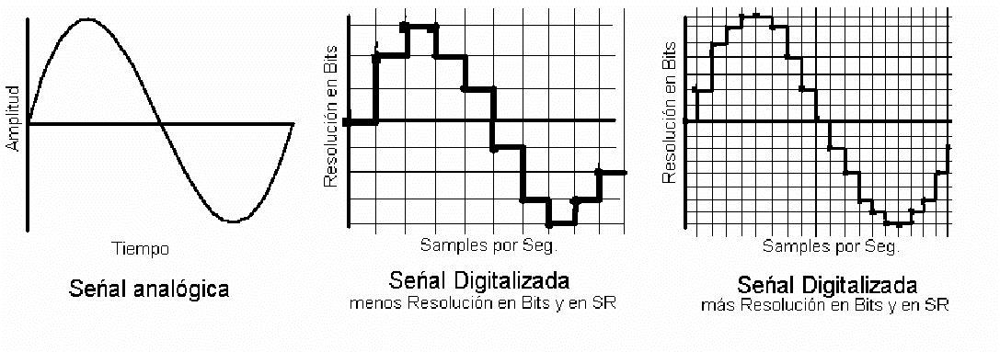 Amplitud
Tiempo
Señal analógica
Resolución en Bits
Samples por Seg.
Señal Digitalizada
menos Resolución en Bits y en SR
Resolución en Bits
Samples por Seg.
Señal Digitalizada
más Resolución en Bits y en SR